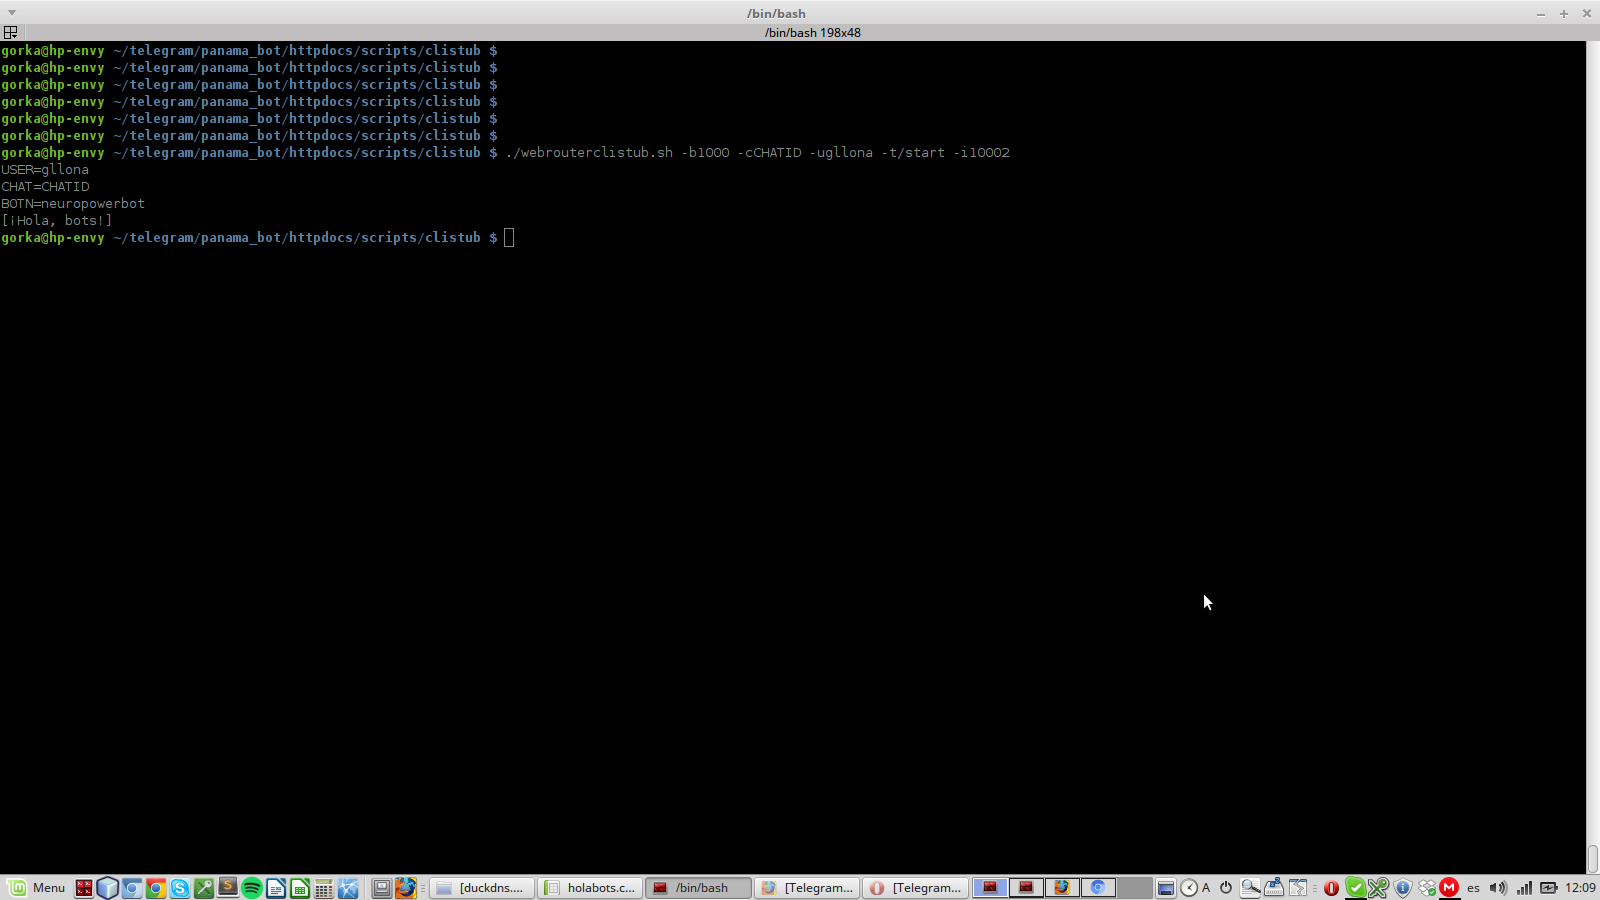 /bin/bash
/bin/bash 198x48
gorka@hp-envy ~/telegram/panama_bot/httpdocs/scripts/clistub $
gorka@hp-envy ~/telegram/panama_bot/httpdocs/scripts/clistub $
gorka@hp-envy ~/telegram/panama_bot/httpdocs/scripts/clistub $
gorka@hp-envy ~/telegram/panama_bot/httpdocs/scripts/clistub $
gorka@hp-envy ~/telegram/panama_bot/httpdocs/scripts/clistub $
gorka@hp-envy ~/telegram/panama_bot/httpdocs/scripts/clistub $
gorka@hp-envy ~/telegram/panama_bot/httpdocs/scripts/clistub $ ./webrouterclistub.sh -b1000 -cCHATID -ugllona -t/start -i10002
USER=gllona
CHAT=CHATID
BOTN=neuropowerbot
[¡Hola, bots!]
gorka@hp-envy ~/telegram/panama_bot/httpdocs/scripts/clistub $
Menu [duckdns.... holabots.c... /bin/bash [Telegram... [Telegram... A es 12:09